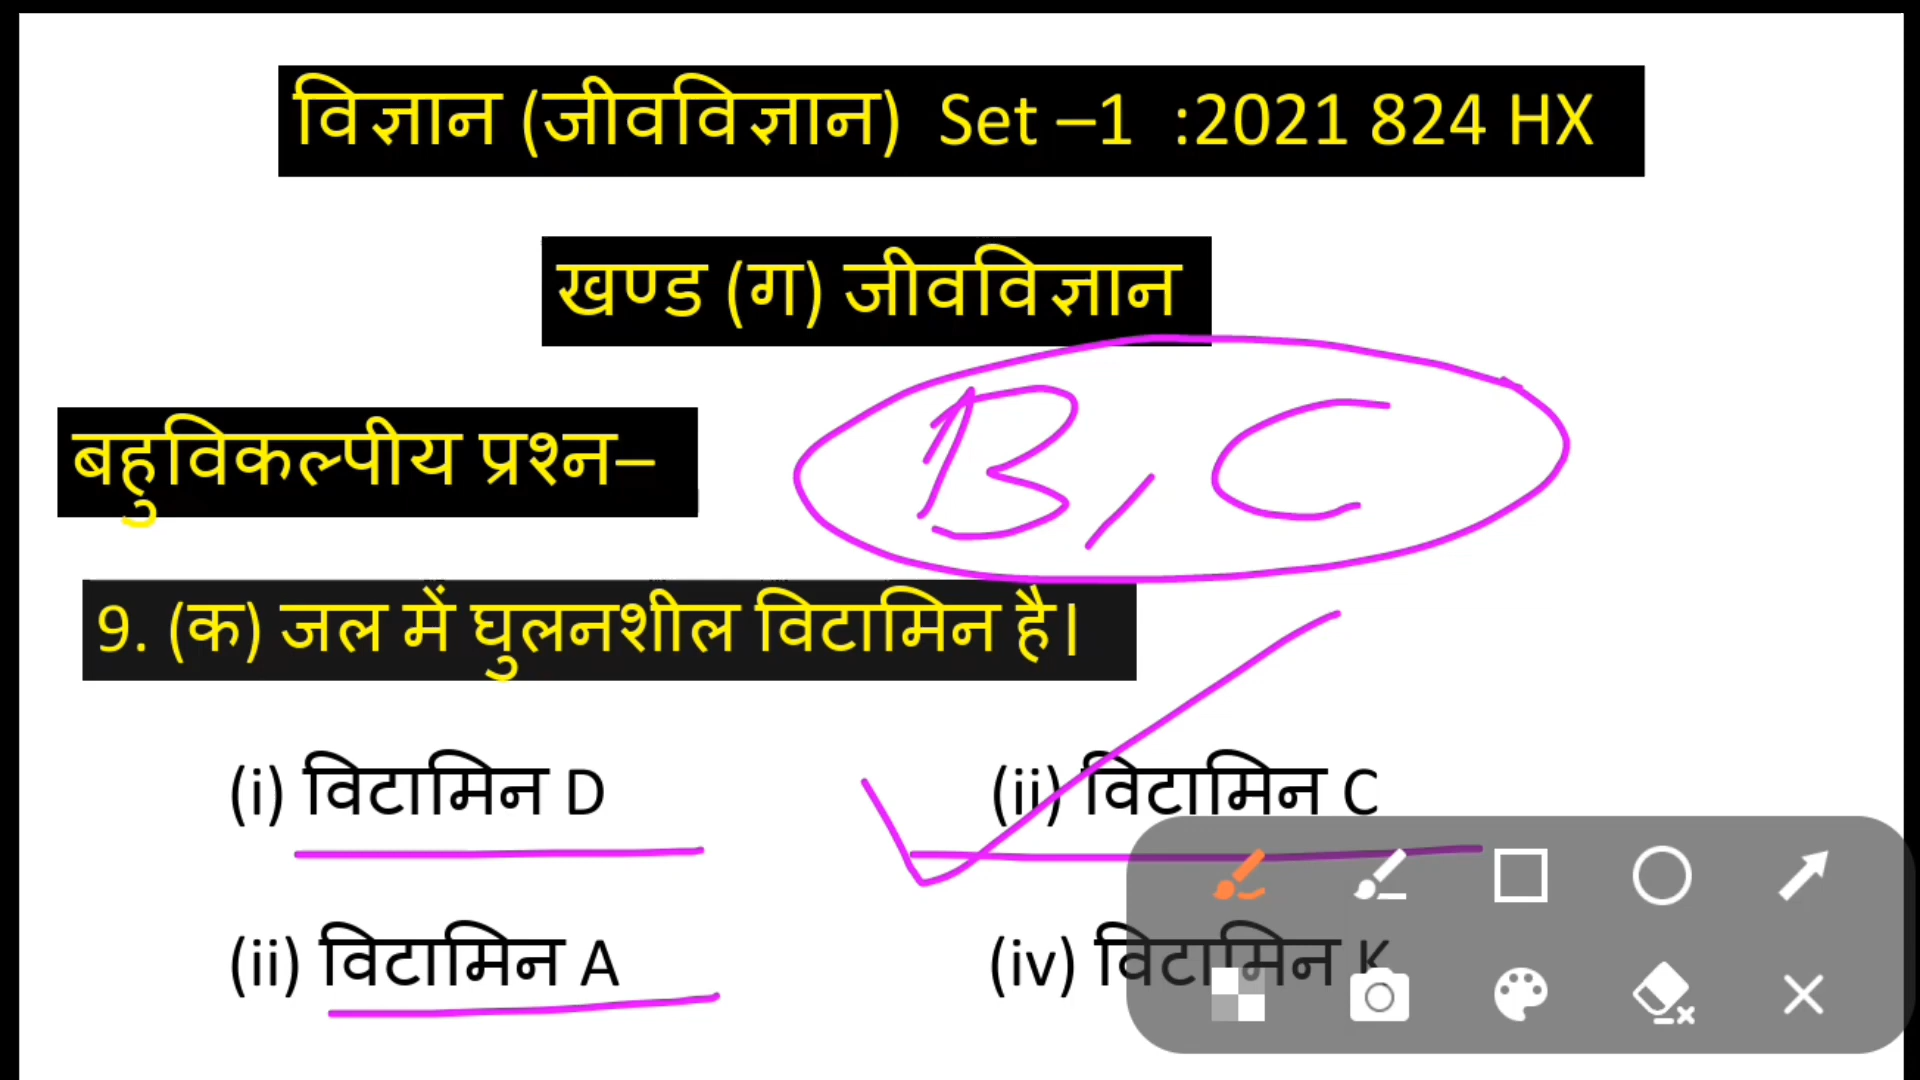 विज्ञान (जीवविज्ञान) Set –1 :2021 824 HX
खण्ड (ग) जीवविज्ञान
बहुविकल्पीय प्रश्न–
B, C
9. (क) जल में घुलनशील विटामिन है।
(i) विटामिन D (ii) विटामिन C
(ii) विटामिन A (iv) विटामिन K